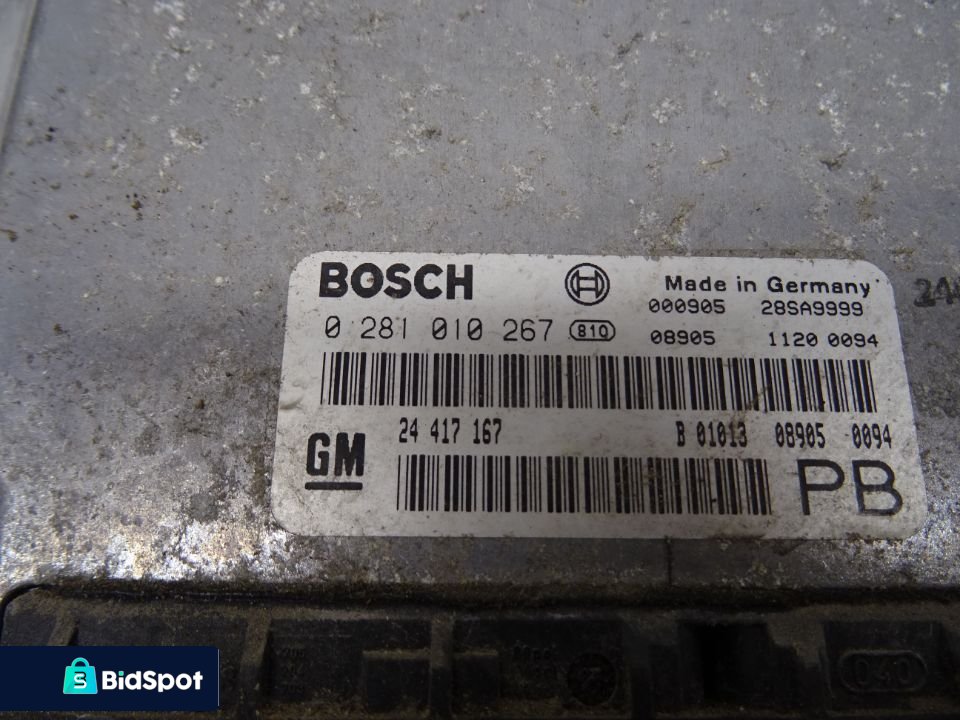 BOSCH
Made in Germany
000905 28SA9999
0 281 010 267 810
08905 1120 0094
24 417 167 B 01013 08905 0094
GM
PB
040
BidSpot